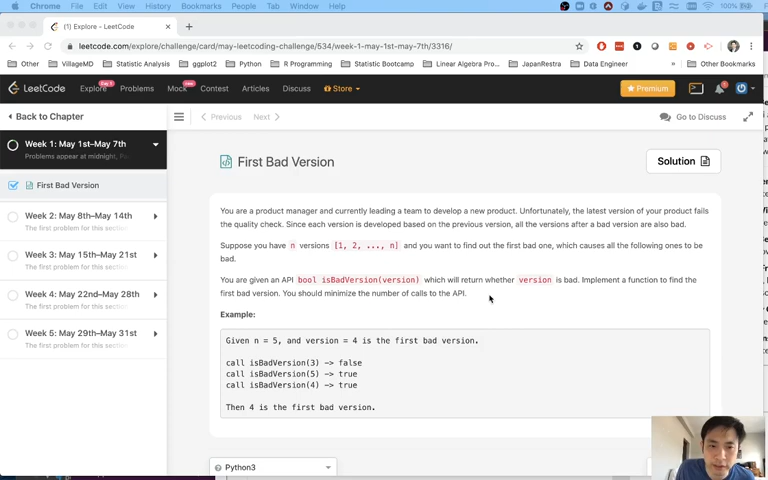 Chrome File Edit View History Bookmarks People Tab Window Help 100%
(1) Explore - LeetCode
leetcode.com/explore/challenge/card/may-leetcoding-challenge/534/week-1-may-1st-may-7th/3316/
Other VillageMD Statistic Analysis ggplot2 Python R Programming Statistic Bootcamp Linear Algebra Pro... JapanRestra Data Engineer » Other Bookmarks
LeetCode Explore Problems Mock new Contest Articles Discuss Store Premium
Back to Chapter
Previous Next Go to Discuss
Week 1: May 1st–May 7th
Problems appear at midnight,
First Bad Version
Week 2: May 8th–May 14th
The first problem for this section
Week 3: May 15th–May 21st
The first problem for this section
Week 4: May 22nd–May 28th
The first problem for this section
Week 5: May 29th–May 31st
The first problem for this section
First Bad Version
Solution
You are a product manager and currently leading a team to develop a new product. Unfortunately, the latest version of your product fails
the quality check. Since each version is developed based on the previous version, all the versions after a bad version are also bad.
Suppose you have n versions [1, 2, ..., n] and you want to find out the first bad one, which causes all the following ones to be
bad.
You are given an API bool isBadVersion(version) which will return whether version is bad. Implement a function to find the
first bad version. You should minimize the number of calls to the API.
Example:
Given n = 5, and version = 4 is the first bad version.
call isBadVersion(3) -> false
call isBadVersion(5) -> true
call isBadVersion(4) -> true
Then 4 is the first bad version.
Python3